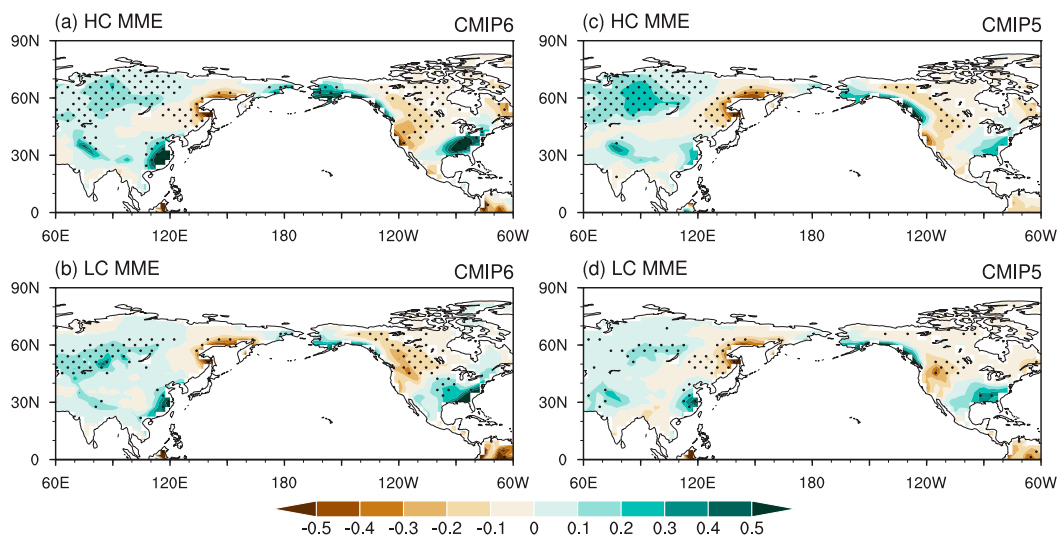 (a) HC MME CMIP6
90N
60N
30N
0
60E 120E 180 120W 60W
(c) HC MME CMIP5
90N
60N
30N
0
60E 120E 180 120W 60W
(b) LC MME CMIP6
90N
60N
30N
0
60E 120E 180 120W 60W
(d) LC MME CMIP5
90N
60N
30N
0
60E 120E 180 120W 60W
-0.5 -0.4 -0.3 -0.2 -0.1 0 0.1 0.2 0.3 0.4 0.5